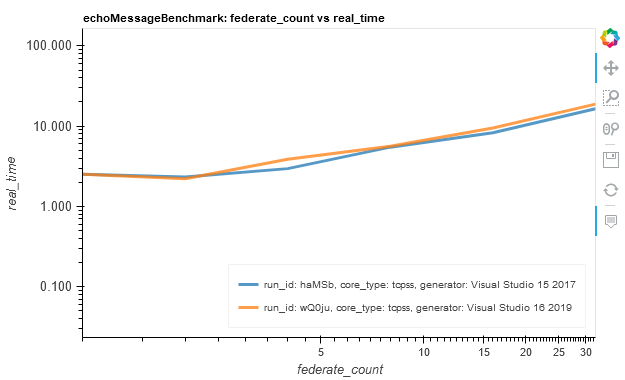 echoMessageBenchmark: federate_count vs real_time
100.000
10.000
1.000
0.100
real_time
run_id: haMSb, core_type: tcpss, generator: Visual Studio 15 2017
run_id: wQ0ju, core_type: tcpss, generator: Visual Studio 16 2019
5 10 15 20 25 30
federate_count